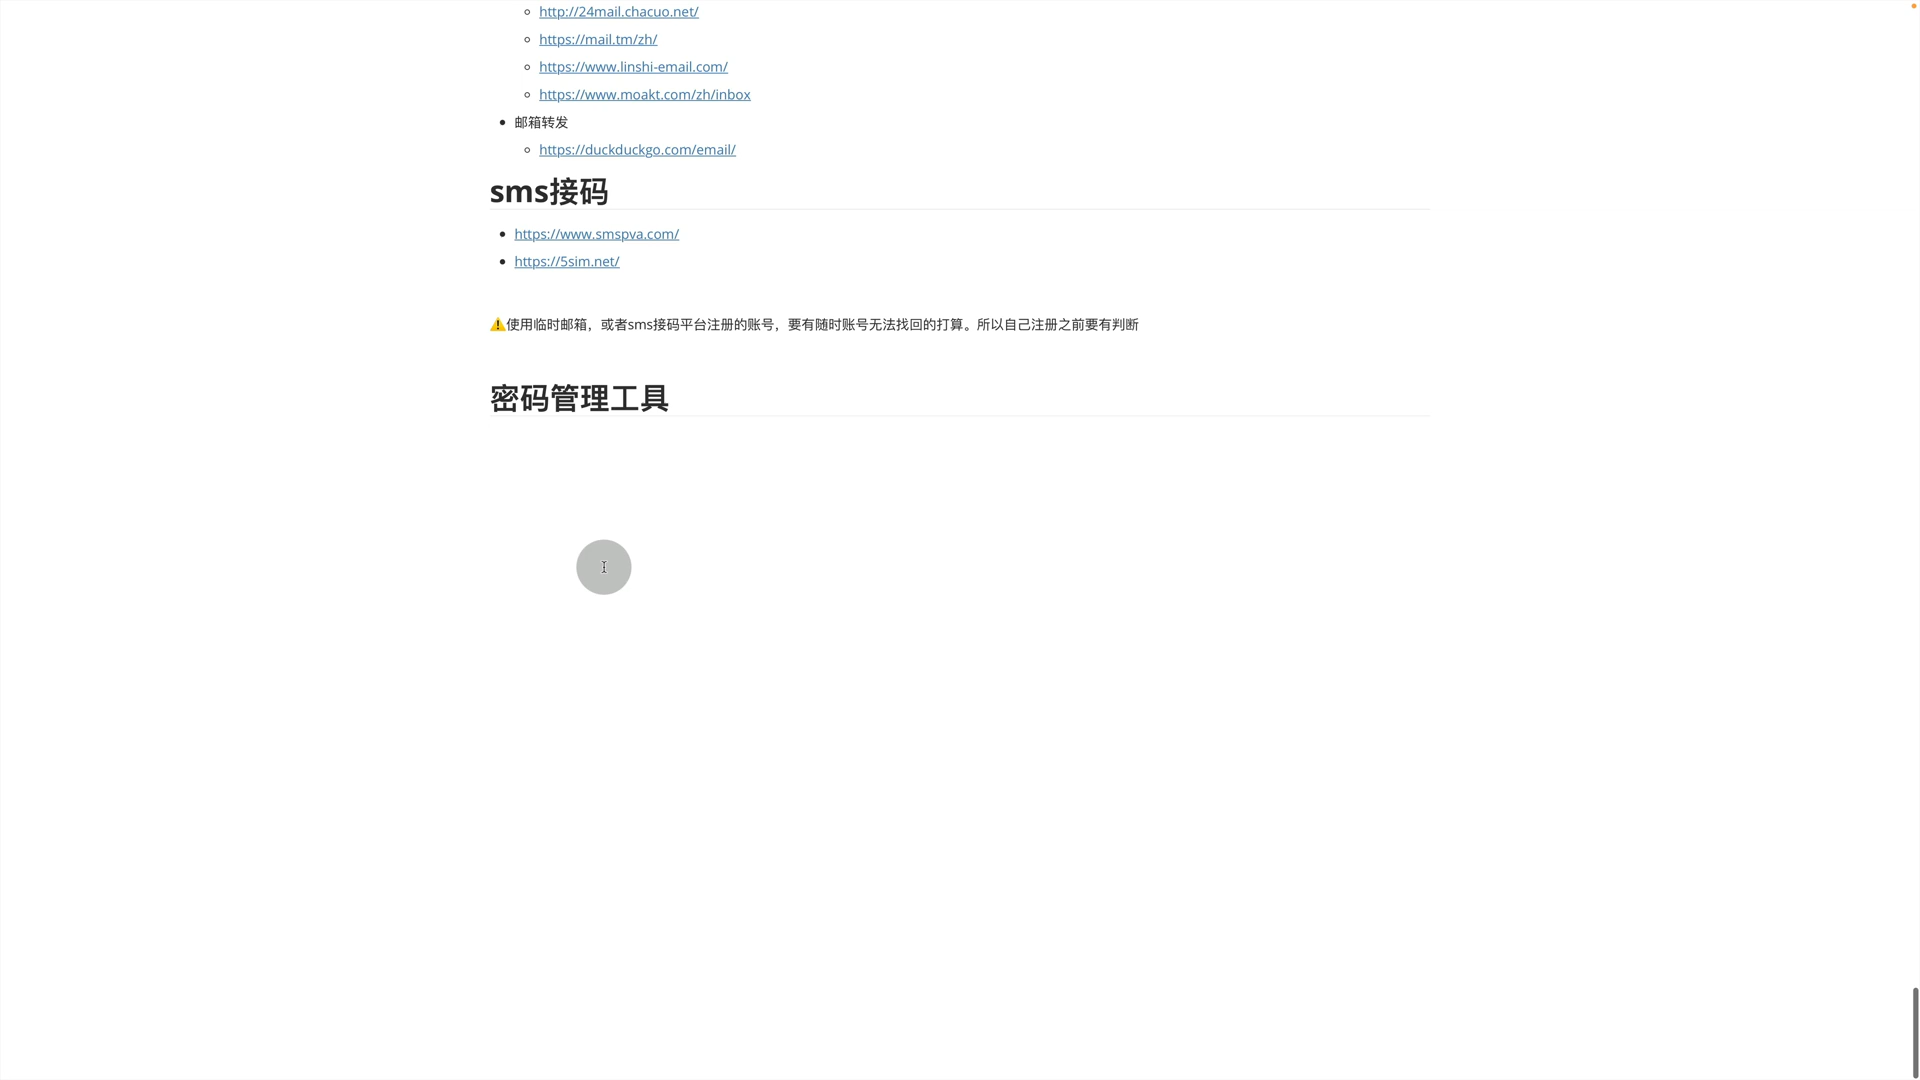 http://24mail.chacuo.net/
https://mail.tm/zh/
https://www.linshi-email.com/
https://www.moakt.com/zh/inbox
邮箱转发
https://duckduckgo.com/email/
sms接码
https://www.smspva.com/
https://5sim.net/
⚠️使用临时邮箱，或者sms接码平台注册的账号，要有随时账号无法找回的打算。所以自己注册之前要有判断
密码管理工具